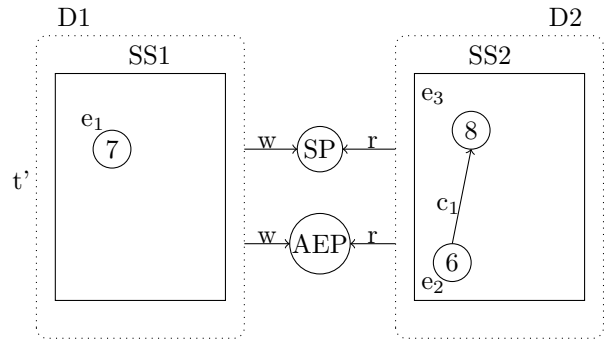 D1 D2
SS1 SS2
e₁ 7
e₃ 8
w SP r
t'
c₁
w AEP r
6
e₂